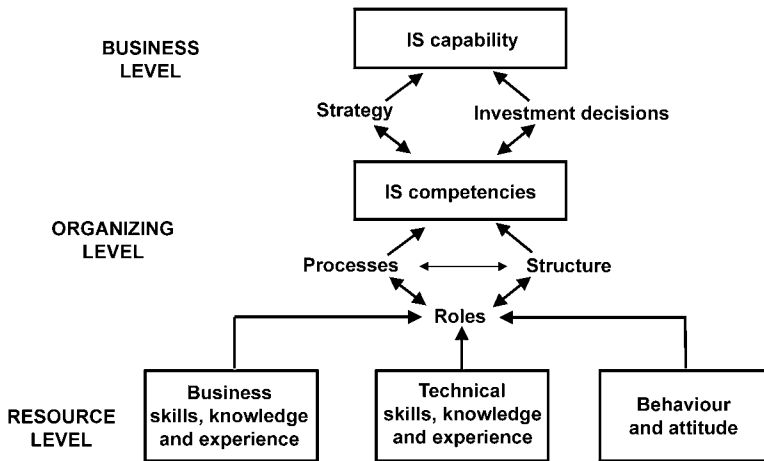 BUSINESS
LEVEL
IS capability
Strategy
Investment decisions
IS competencies
ORGANIZING
LEVEL
Processes
Structure
Roles
RESOURCE
LEVEL
Business
skills, knowledge
and experience
Technical
skills, knowledge
and experience
Behaviour
and attitude